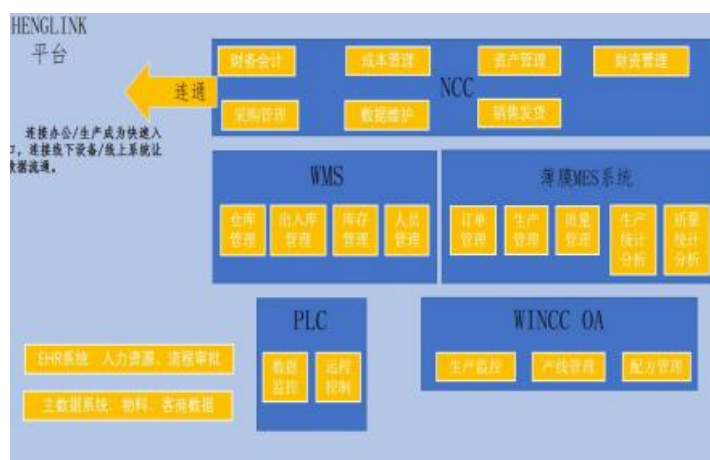 HENGLINK
平台
连通
连接办公/生产成为快速入
口，连接线下设备/线上系统让
数据流通。
财务会计
成本管理
资产管理
财资管理
NCC
采购管理
数据维护
销售发货
WMS
仓库
管理
出入库
管理
库存
管理
人员
管理
薄膜MES系统
订单
管理
生产
管理
质量
管理
生产
统计
分析
质量
统计
分析
PLC
数据
监控
远程
控制
WINCC OA
生产监控
产线管理
配方管理
EHR系统：人力资源、流程审批
主数据系统：物料、客商数据